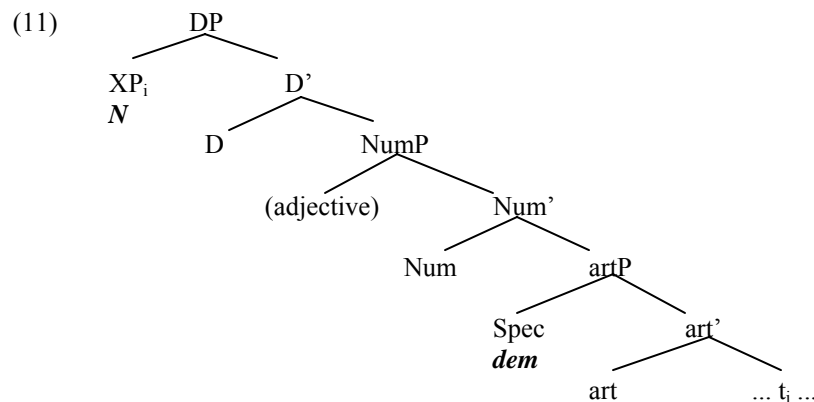 (11) DP
XPi D’
N
D NumP
(adjective) Num’
Num artP
Spec art’
dem
art ... ti ...